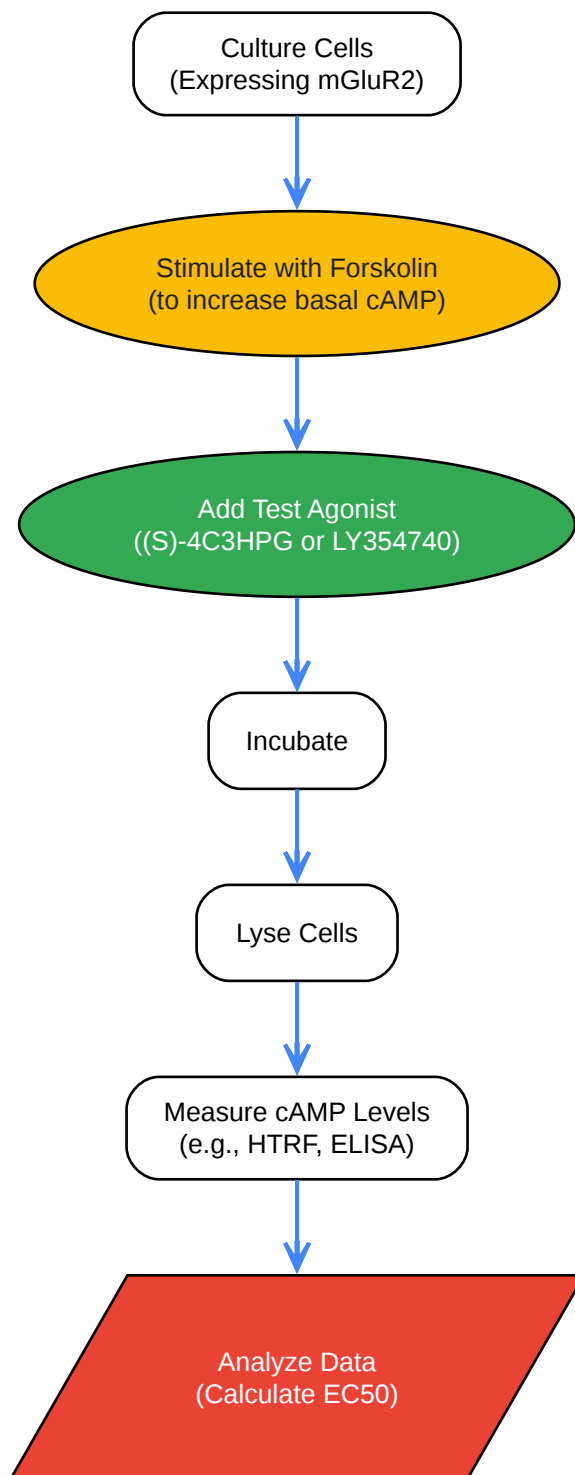 Culture Cells
(Expressing mGluR2)
Stimulate with Forskolin
(to increase basal cAMP)
Add Test Agonist
((S)-4C3HPG or LY354740)
Incubate
Lyse Cells
Measure cAMP Levels
(e.g., HTRF, ELISA)
Analyze Data
(Calculate EC50)